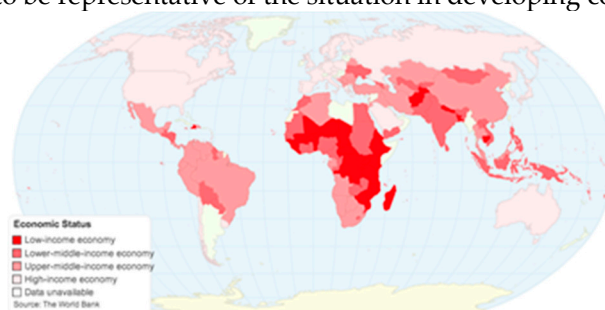 to be representative of the situation in developing co
Economic Status
Low-income economy
Lower-middle-income economy
Upper-middle-income economy
High-income economy
Data unavailable
Source: The World Bank